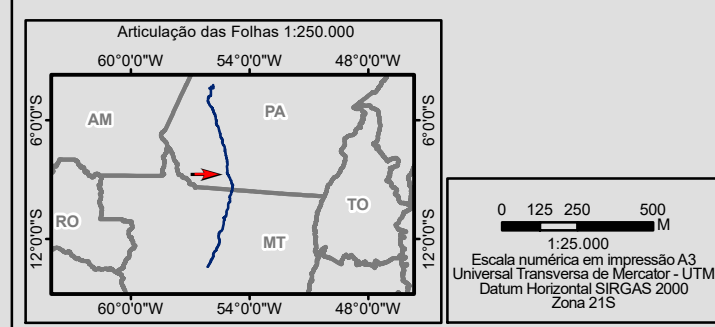 Articulação das Folhas 1:250.000
60°0'0"W 54°0'0"W 48°0'0"W
6°0'0"S 6°0'0"S
AM PA
RO TO
MT
12°0'0"S 12°0'0"S
60°0'0"W 54°0'0"W 48°0'0"W
0 125 250 500
M
1:25.000
Escala numérica em impressão A3
Universal Transversa de Mercator - UTM
Datum Horizontal SIRGAS 2000
Zona 21S